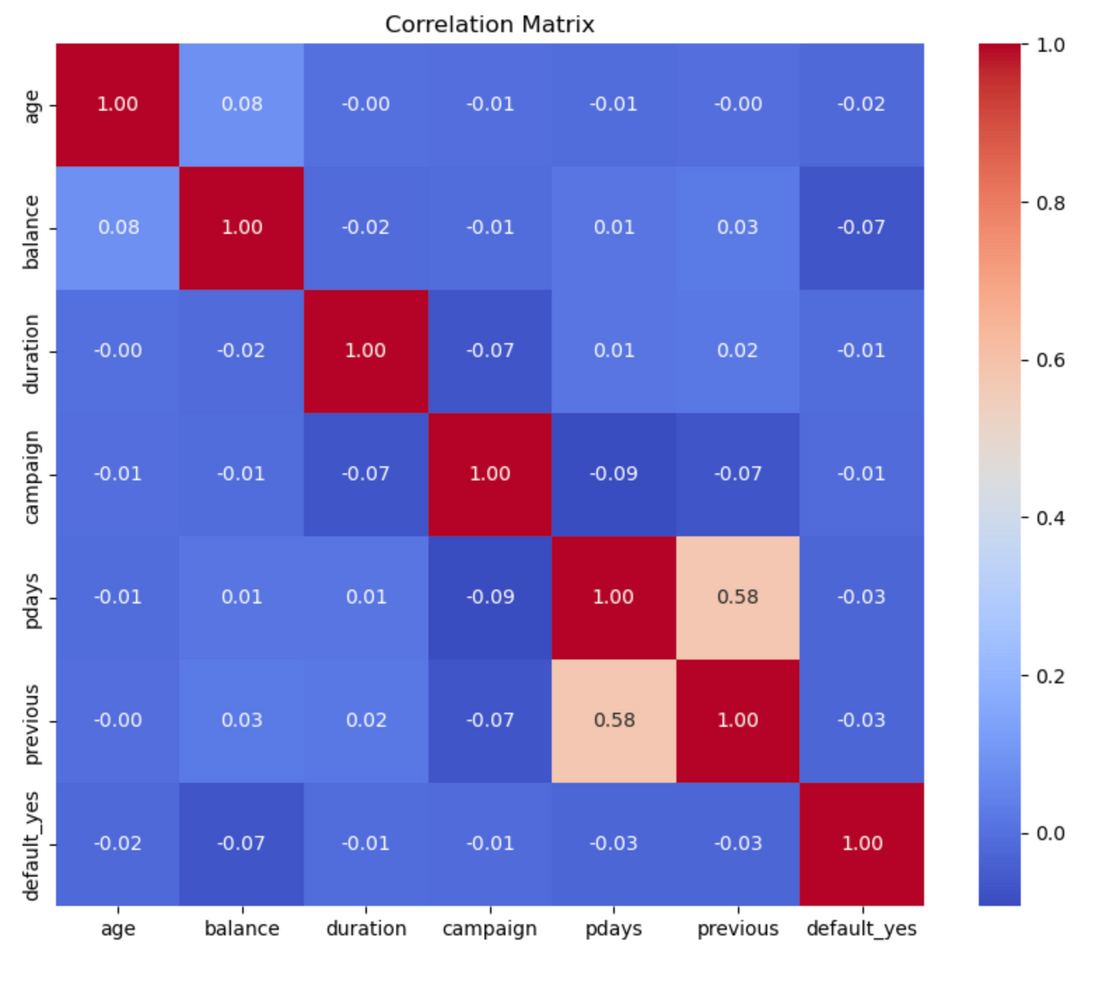 Correlation Matrix
age 1.00 0.08 -0.00 -0.01 -0.01 -0.00 -0.02
balance 0.08 1.00 -0.02 -0.01 0.01 0.03 -0.07
duration -0.00 -0.02 1.00 -0.07 0.01 0.02 -0.01
campaign -0.01 -0.01 -0.07 1.00 -0.09 -0.07 -0.01
pdays -0.01 0.01 0.01 -0.09 1.00 0.58 -0.03
previous -0.00 0.03 0.02 -0.07 0.58 1.00 -0.03
default_yes -0.02 -0.07 -0.01 -0.01 -0.03 -0.03 1.00
age balance duration campaign pdays previous default_yes
1.0
0.8
0.6
0.4
0.2
0.0